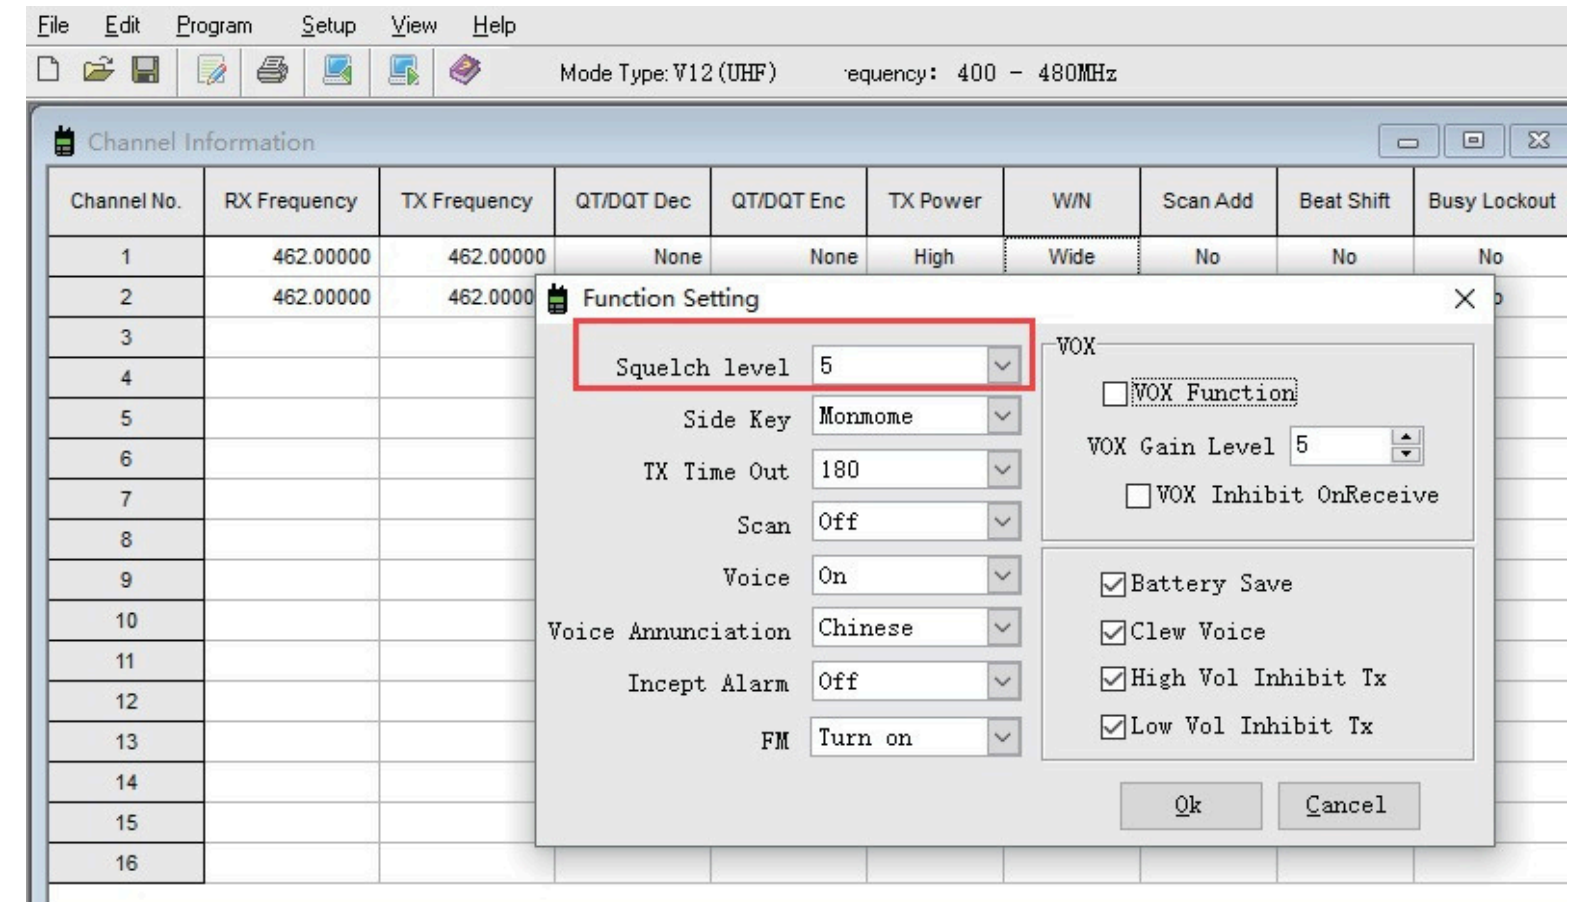 File Edit Program Setup View Help
Mode Type: V12 (UHF) equency: 400 - 480MHz
Channel Information
Channel No. RX Frequency TX Frequency QT/DQT Dec QT/DQT Enc TX Power W/N Scan Add Beat Shift Busy Lockout
1 462.00000 462.00000 None None High Wide No No No
2 462.00000 462.0000
3
4
5
6
7
8
9
10
11
12
13
14
15
16
Function Setting
Squelch level 5
Side Key Monmome
TX Time Out 180
Scan Off
Voice On
Voice Annunciation Chinese
Incept Alarm Off
FM Turn on
VOX
VOX Function
VOX Gain Level 5
VOX Inhibit OnReceive
Battery Save
Clew Voice
High Vol Inhibit Tx
Low Vol Inhibit Tx
Ok Cancel